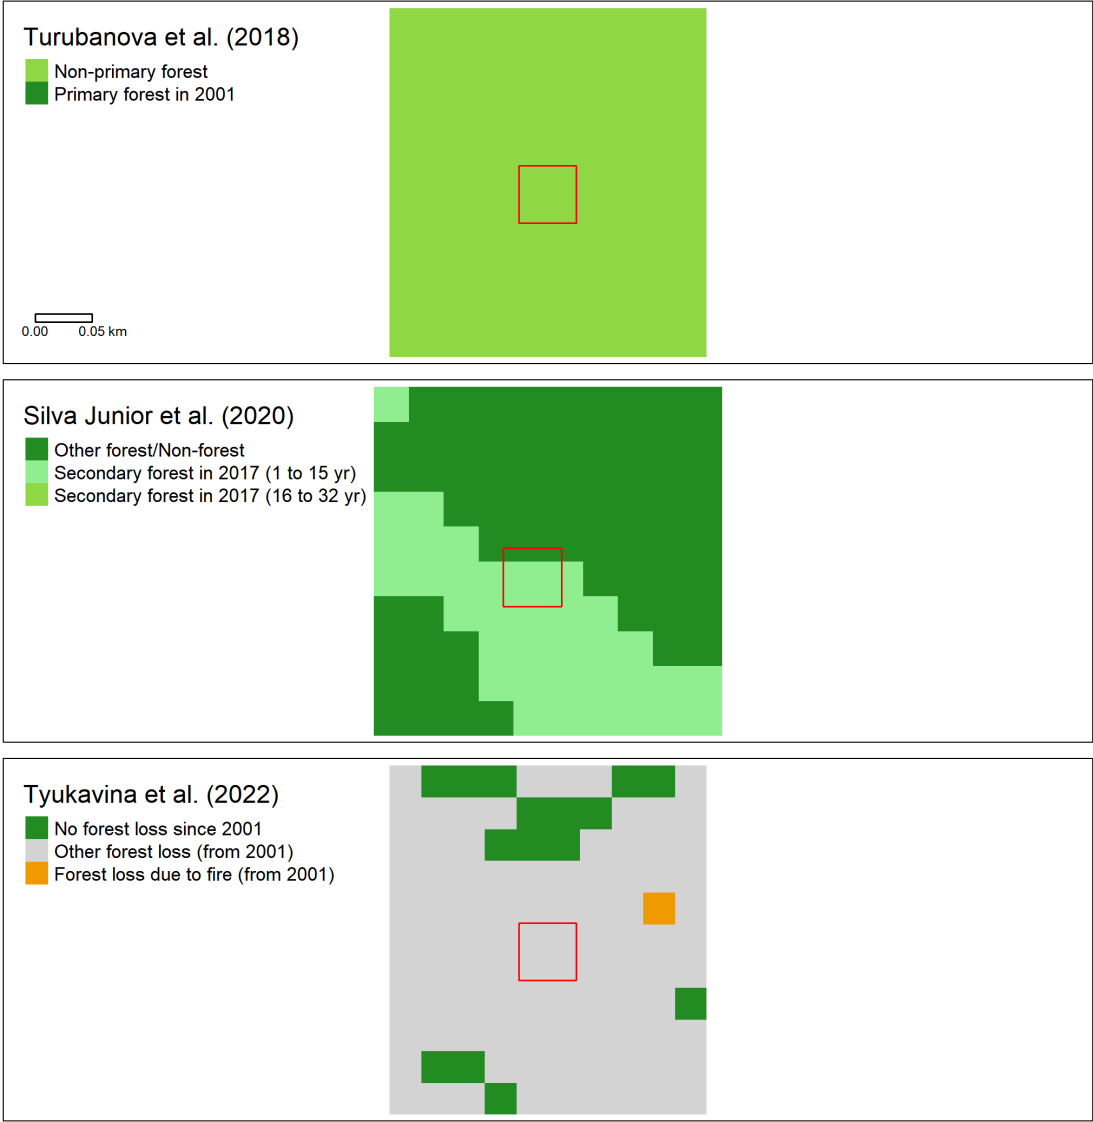 Turubanova et al. (2018)
Non-primary forest
Primary forest in 2001
0.00 0.05 km
Silva Junior et al. (2020)
Other forest/Non-forest
Secondary forest in 2017 (1 to 15 yr)
Secondary forest in 2017 (16 to 32 yr)
Tyukavina et al. (2022)
No forest loss since 2001
Other forest loss (from 2001)
Forest loss due to fire (from 2001)